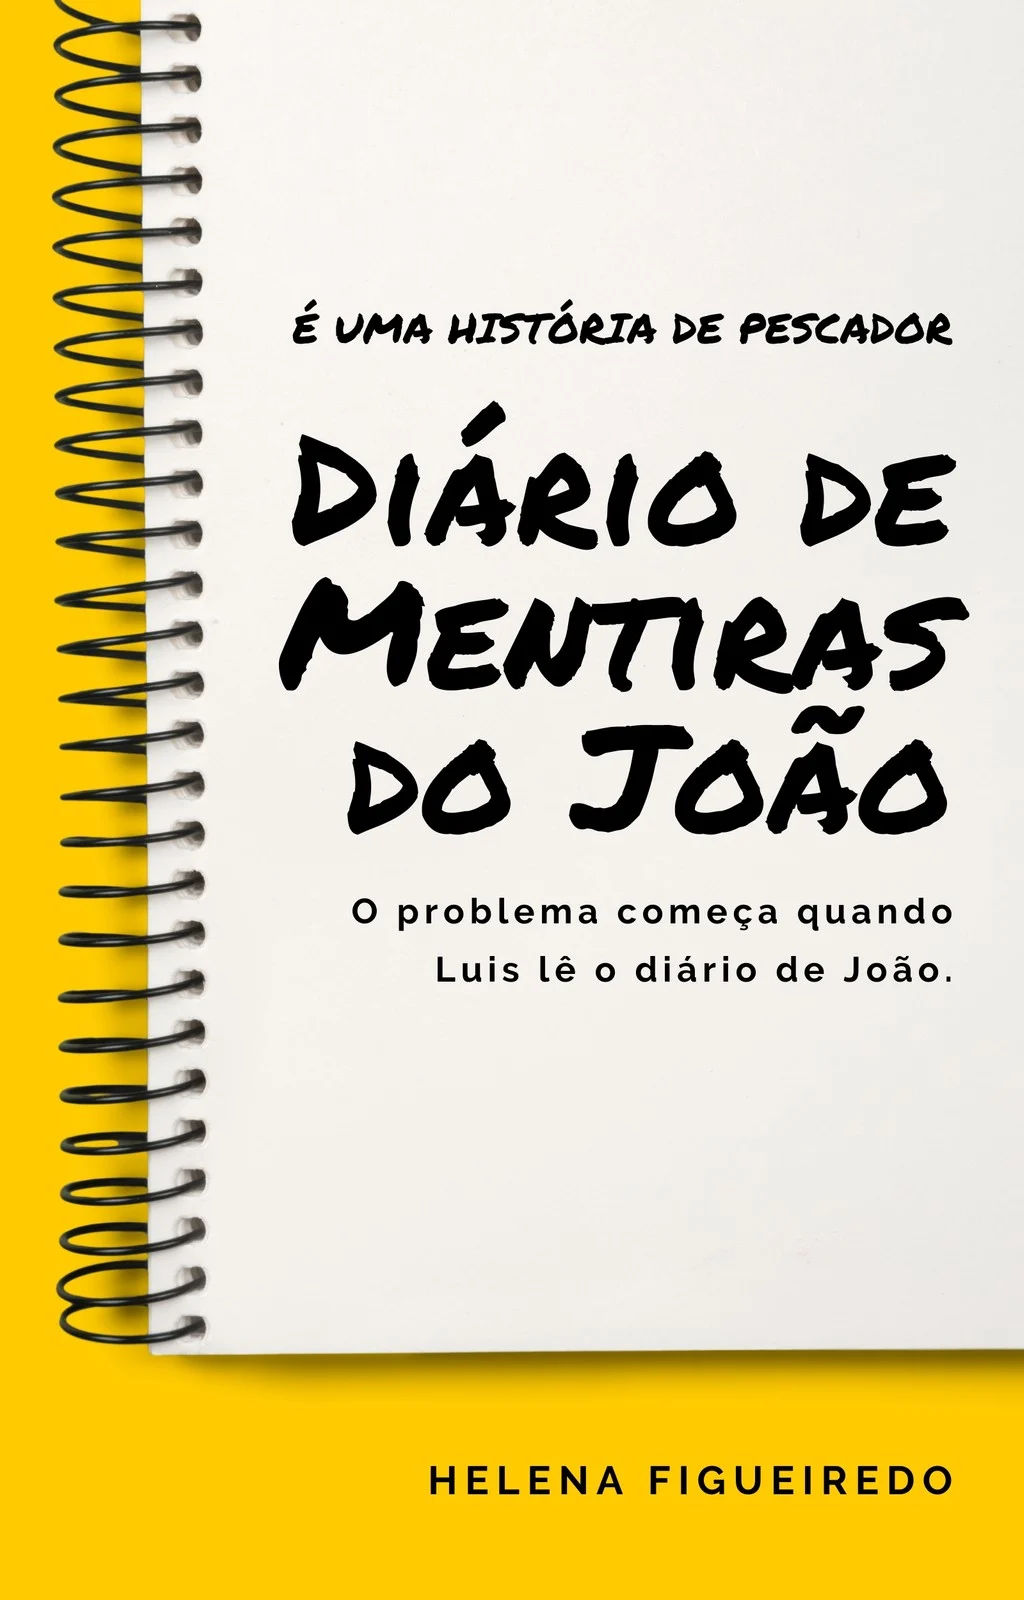 É UMA HISTÓRIA DE PESCADOR
DIÁRIO DE
MENTIRAS
DO JOÃO
O problema começa quando
Luis lê o diário de João.
HELENA FIGUEIREDO